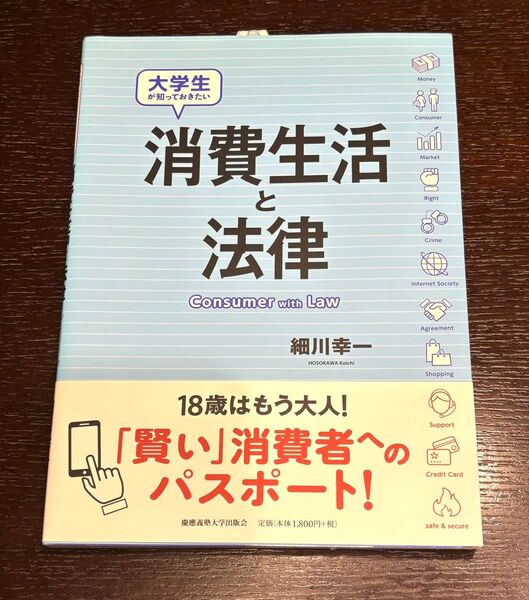 大学生
が知っておきたい
消費生活
と
法律
Consumer with Law
細川幸一
HOSOKAWA Koichi
Money
Consumer
Market
Right
Crime
Internet Society
Agreement
Shopping
Support
Credit Card
safe & secure
18歳はもう大人!
「賢い」消費者への
パスポート!
慶應義塾大学出版会 定価(本体1,800円+税)